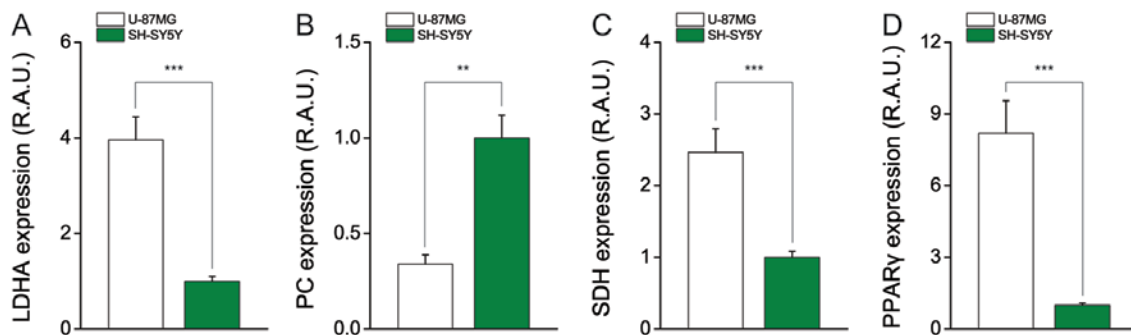 A
U-87MG
SH-SY5Y
LDHA expression (R.A.U.)
6
4
2
0
***
B
U-87MG
SH-SY5Y
PC expression (R.A.U.)
1.5
1.0
0.5
0.0
**
C
U-87MG
SH-SY5Y
SDH expression (R.A.U.)
4
3
2
1
0
***
D
U-87MG
SH-SY5Y
PPARγ expression (R.A.U.)
12
9
6
3
0
***